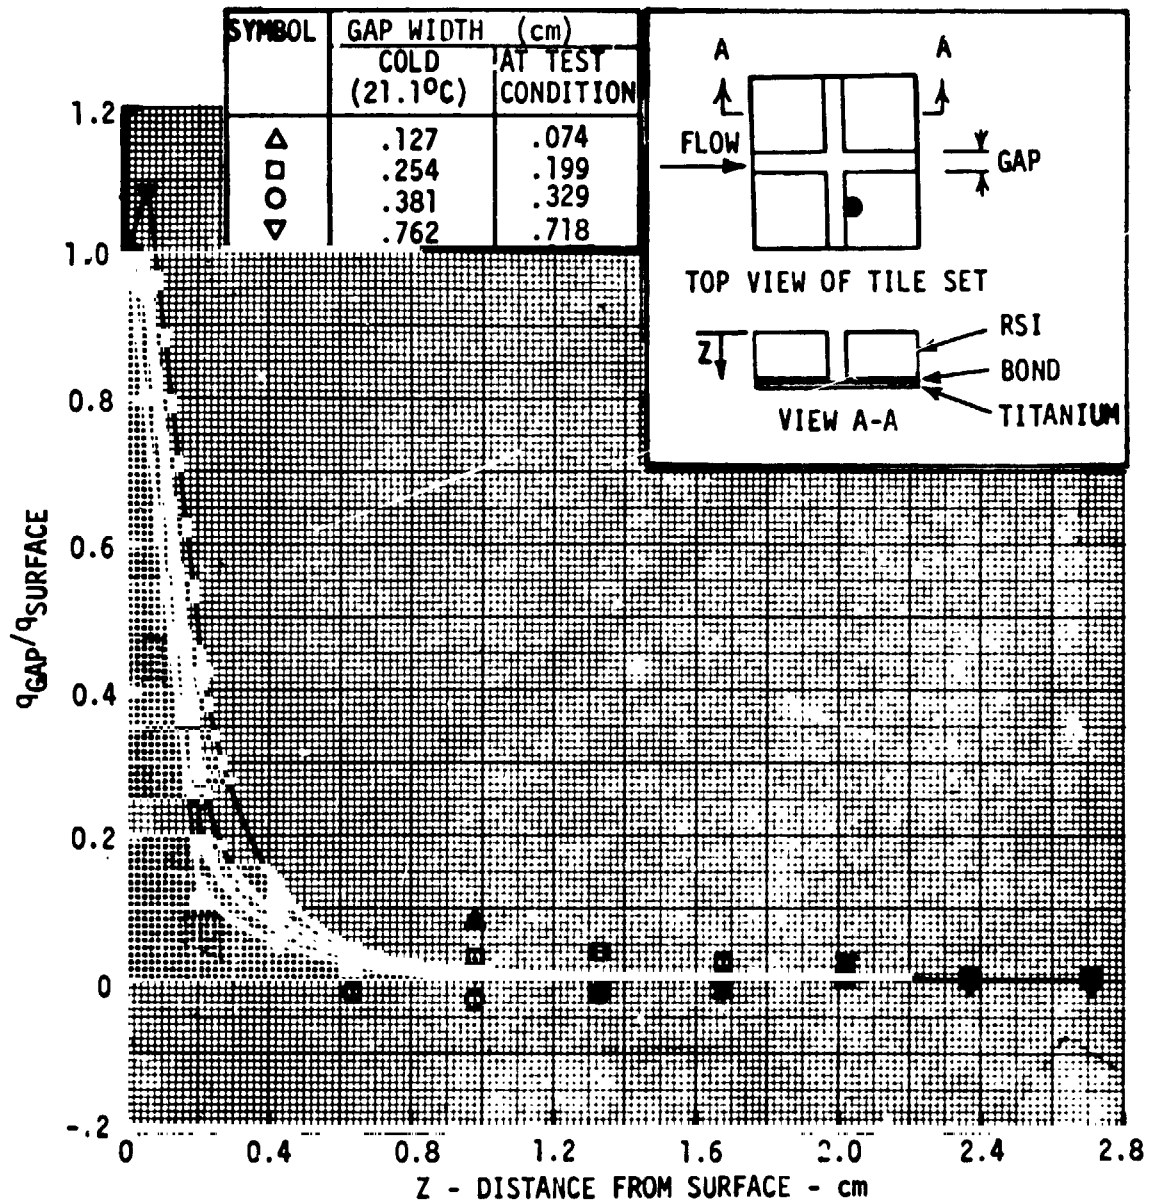 SYMBOL GAP WIDTH (cm)
COLD AT TEST
(21.1°C) CONDITION
△ .127 .074
□ .254 .199
○ .381 .329
▽ .762 .718
A A
FLOW
GAP
TOP VIEW OF TILE SET
Z
RSI
BOND
TITANIUM
VIEW A-A
1.2
1.0
0.8
0.6
0.4
0.2
0
-.2
qGAP/qSURFACE
0 0.4 0.8 1.2 1.6 2.0 2.4 2.8
Z - DISTANCE FROM SURFACE - cm